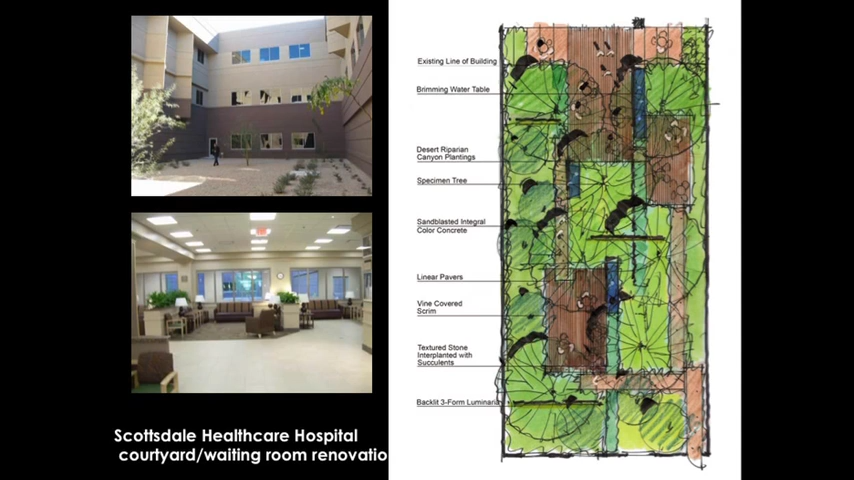 Existing Line of Building
Brimming Water Table
Desert Riparian
Canyon Plantings
Specimen Tree
Sandblasted Integral
Color Concrete
Linear Pavers
Vine Covered
Scrim
Textured Stone
Interplanted with
Succulents
Backlit 3-Form Luminaria
Scottsdale Healthcare Hospital
courtyard/waiting room renovatio